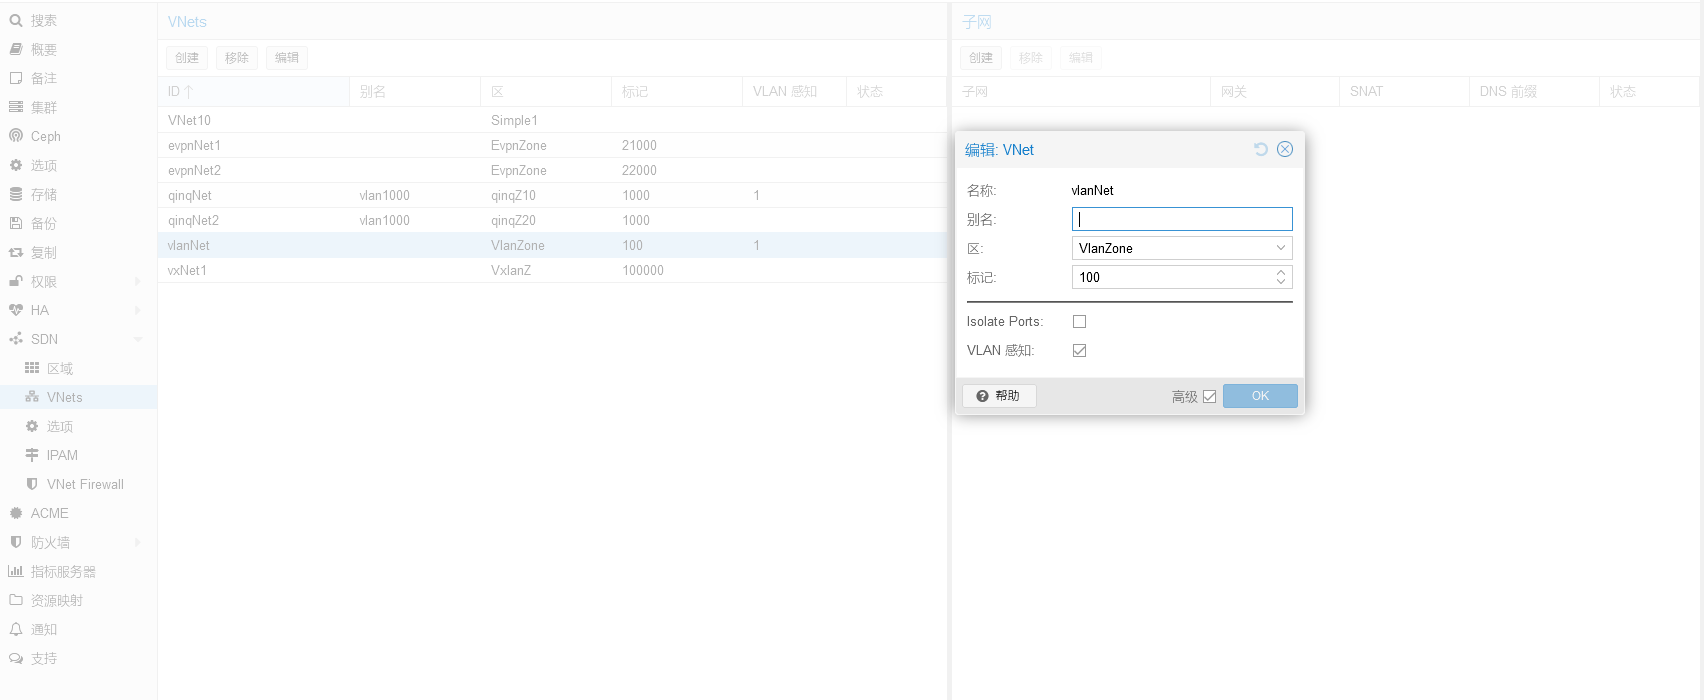 搜索
概要
备注
集群
Ceph
选项
存储
备份
复制
权限
HA
SDN
区域
VNets
选项
IPAM
VNet Firewall
ACME
防火墙
指标服务器
资源映射
通知
支持
VNets
创建 移除 编辑
ID 别名 区 标记 VLAN 感知 状态
VNet10 Simple1
evpnNet1 EvpnZone 21000
evpnNet2 EvpnZone 22000
qinqNet vlan1000 qinqZ10 1000 1
qinqNet2 vlan1000 qinqZ20 1000
vlanNet VlanZone 100 1
vxNet1 VxlanZ 100000
子网
创建 移除 编辑
子网 网关 SNAT DNS 前缀 状态
编辑: VNet
名称: vlanNet
别名:
区: VlanZone
标记: 100
Isolate Ports:
VLAN 感知:
帮助 高级 OK